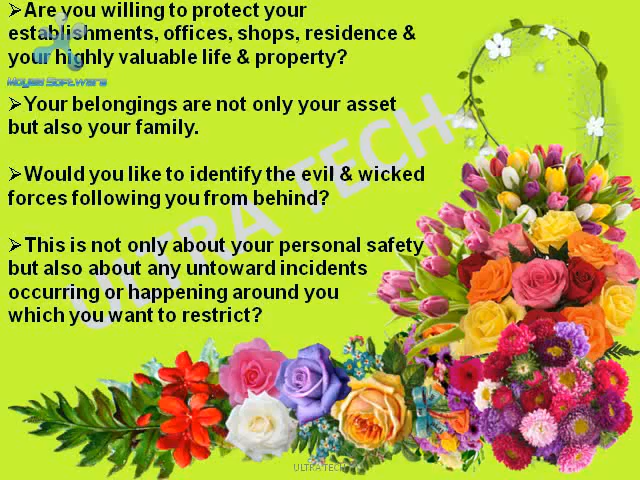 ➢Are you willing to protect your
establishments, offices, shops, residence &
your highly valuable life & property?
Moyea Software
➢Your belongings are not only your asset
but also your family.
➢Would you like to identify the evil & wicked
forces following you from behind?
➢This is not only about your personal safety
but also about any untoward incidents
occurring or happening around you
which you want to restrict?
ULTRA TECH
ULTRA TECH